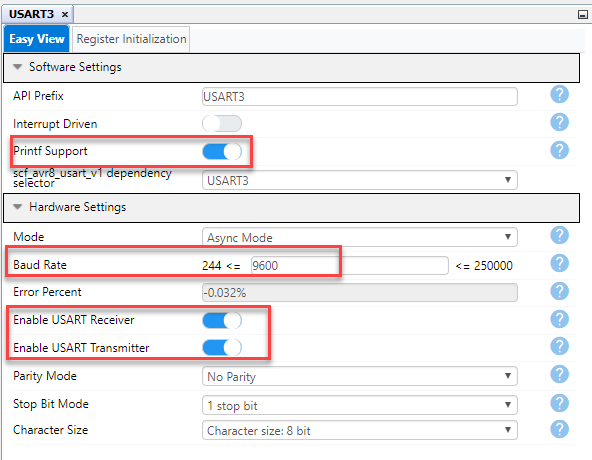 USART3 ×
Easy View Register Initialization
Software Settings
API Prefix USART3 ?
Interrupt Driven ?
Printf Support ?
scf_avr8_usart_v1 dependency
selector USART3 ?
Hardware Settings ?
Mode Async Mode ?
Baud Rate 244 <= 9600 <= 250000 ?
Error Percent -0.032% ?
Enable USART Receiver ?
Enable USART Transmitter ?
Parity Mode No Parity ?
Stop Bit Mode 1 stop bit ?
Character Size Character size: 8 bit ?